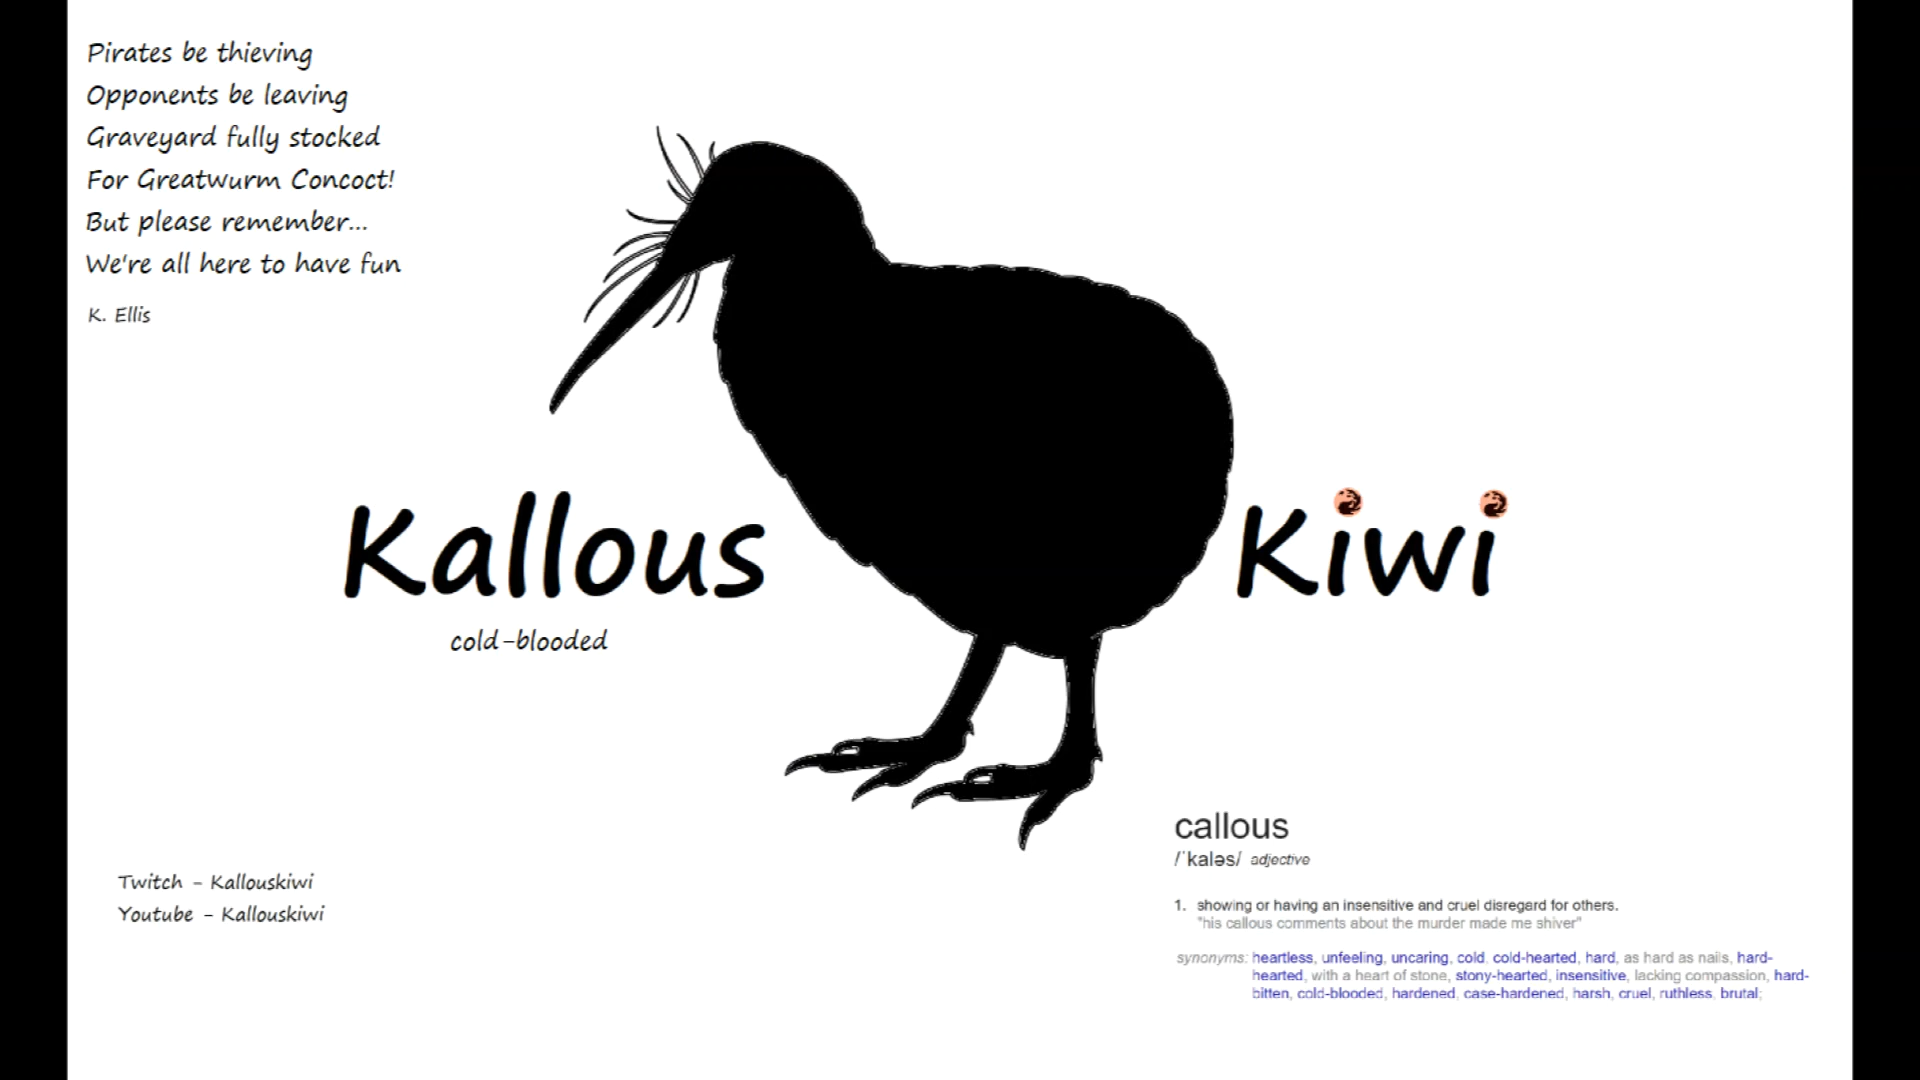 Pirates be thieving
Opponents be leaving
Graveyard fully stocked
For Greatwurm Concoct!
But please remember...
We're all here to have fun
K. Ellis
Kallous Kiwi
cold-blooded
Twitch - Kallouskiwi
Youtube - Kallouskiwi
callous
/ˈkaləs/ adjective
1. showing or having an insensitive and cruel disregard for others.
"his callous comments about the murder made me shiver"
synonyms: heartless, unfeeling, uncaring, cold, cold-hearted, hard, as hard as nails, hard-
hearted, with a heart of stone, stony-hearted, insensitive, lacking compassion, hard-
bitten, cold-blooded, hardened, case-hardened, harsh, cruel, ruthless, brutal;